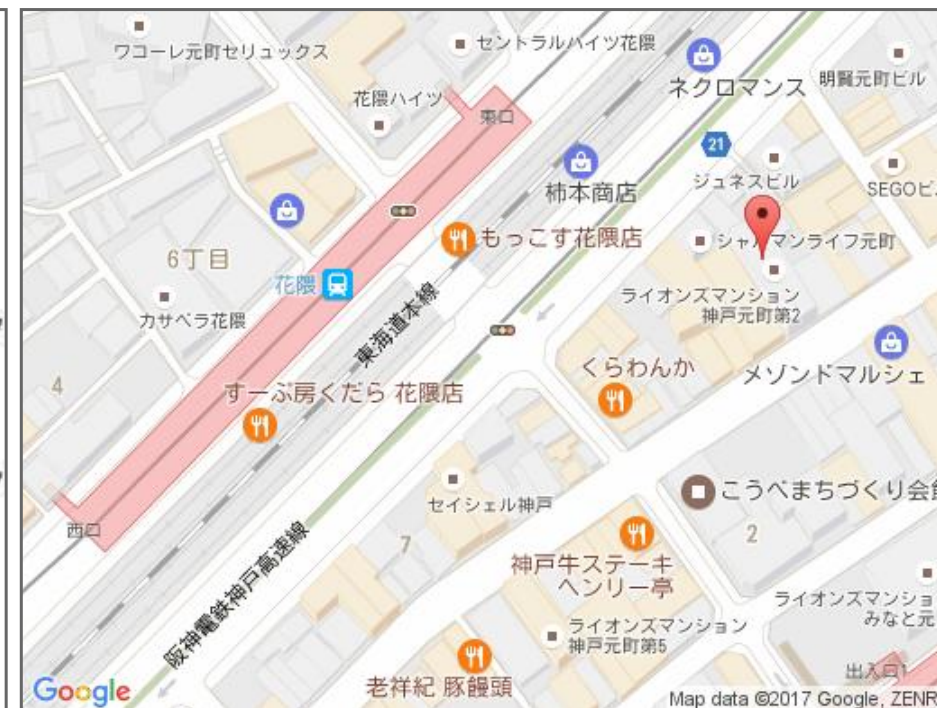 ワコーレ元町セリュックス
セントラルハイツ花隈
花隈ハイツ
東口
ネクロマンス
明賢元町ビル
21
柿本商店
ジュネスビル
SEGOビ
もっこす花隈店
シャルマンライフ元町
6丁目
花隈
カサベラ花隈
東海道本線
ライオンズマンション
神戸元町第2
くらわんか
メゾンドマルシェ
4
すーぷ房くだら 花隈店
こうべまちづくり会館
西口
セイシェル神戸
7
2
神戸牛ステーキ
ヘンリー亭
阪神電鉄神戸高速線
ライオンズマンショ
みなと元
ライオンズマンション
神戸元町第5
老祥紀 豚饅頭
出入口1
Google
Map data ©2017 Google, ZENR